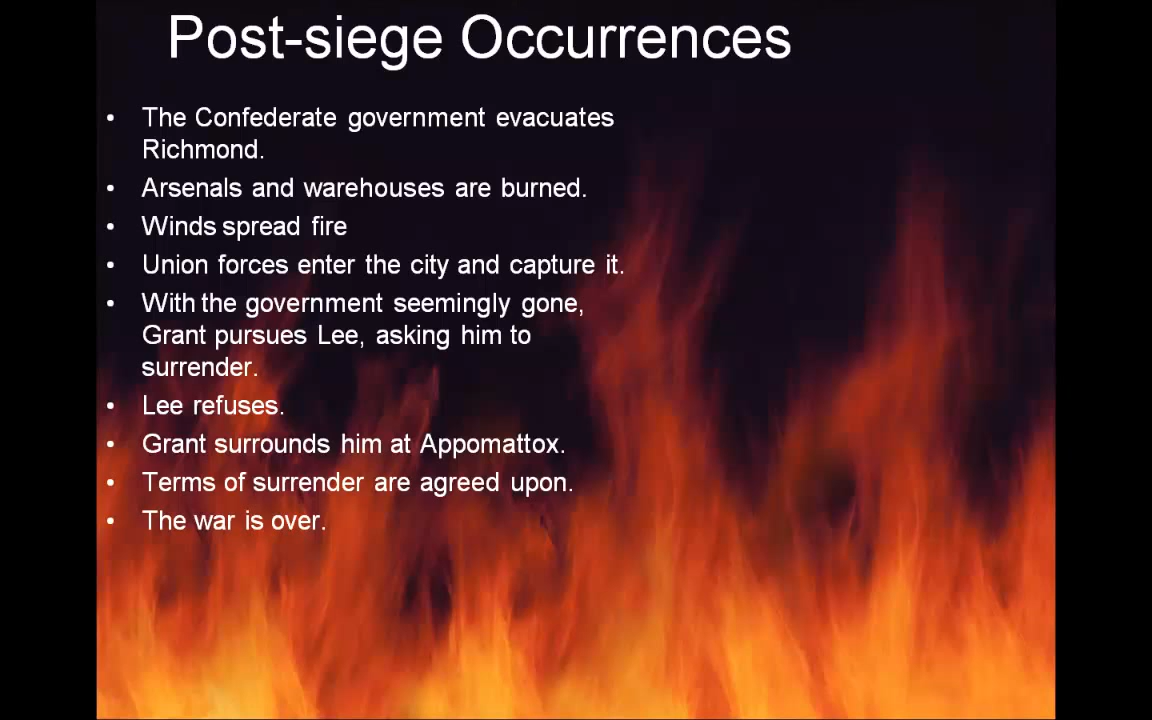 Post-siege Occurrences
• The Confederate government evacuates
Richmond.
• Arsenals and warehouses are burned.
• Winds spread fire
• Union forces enter the city and capture it.
• With the government seemingly gone,
Grant pursues Lee, asking him to
surrender.
• Lee refuses.
• Grant surrounds him at Appomattox.
• Terms of surrender are agreed upon.
• The war is over.